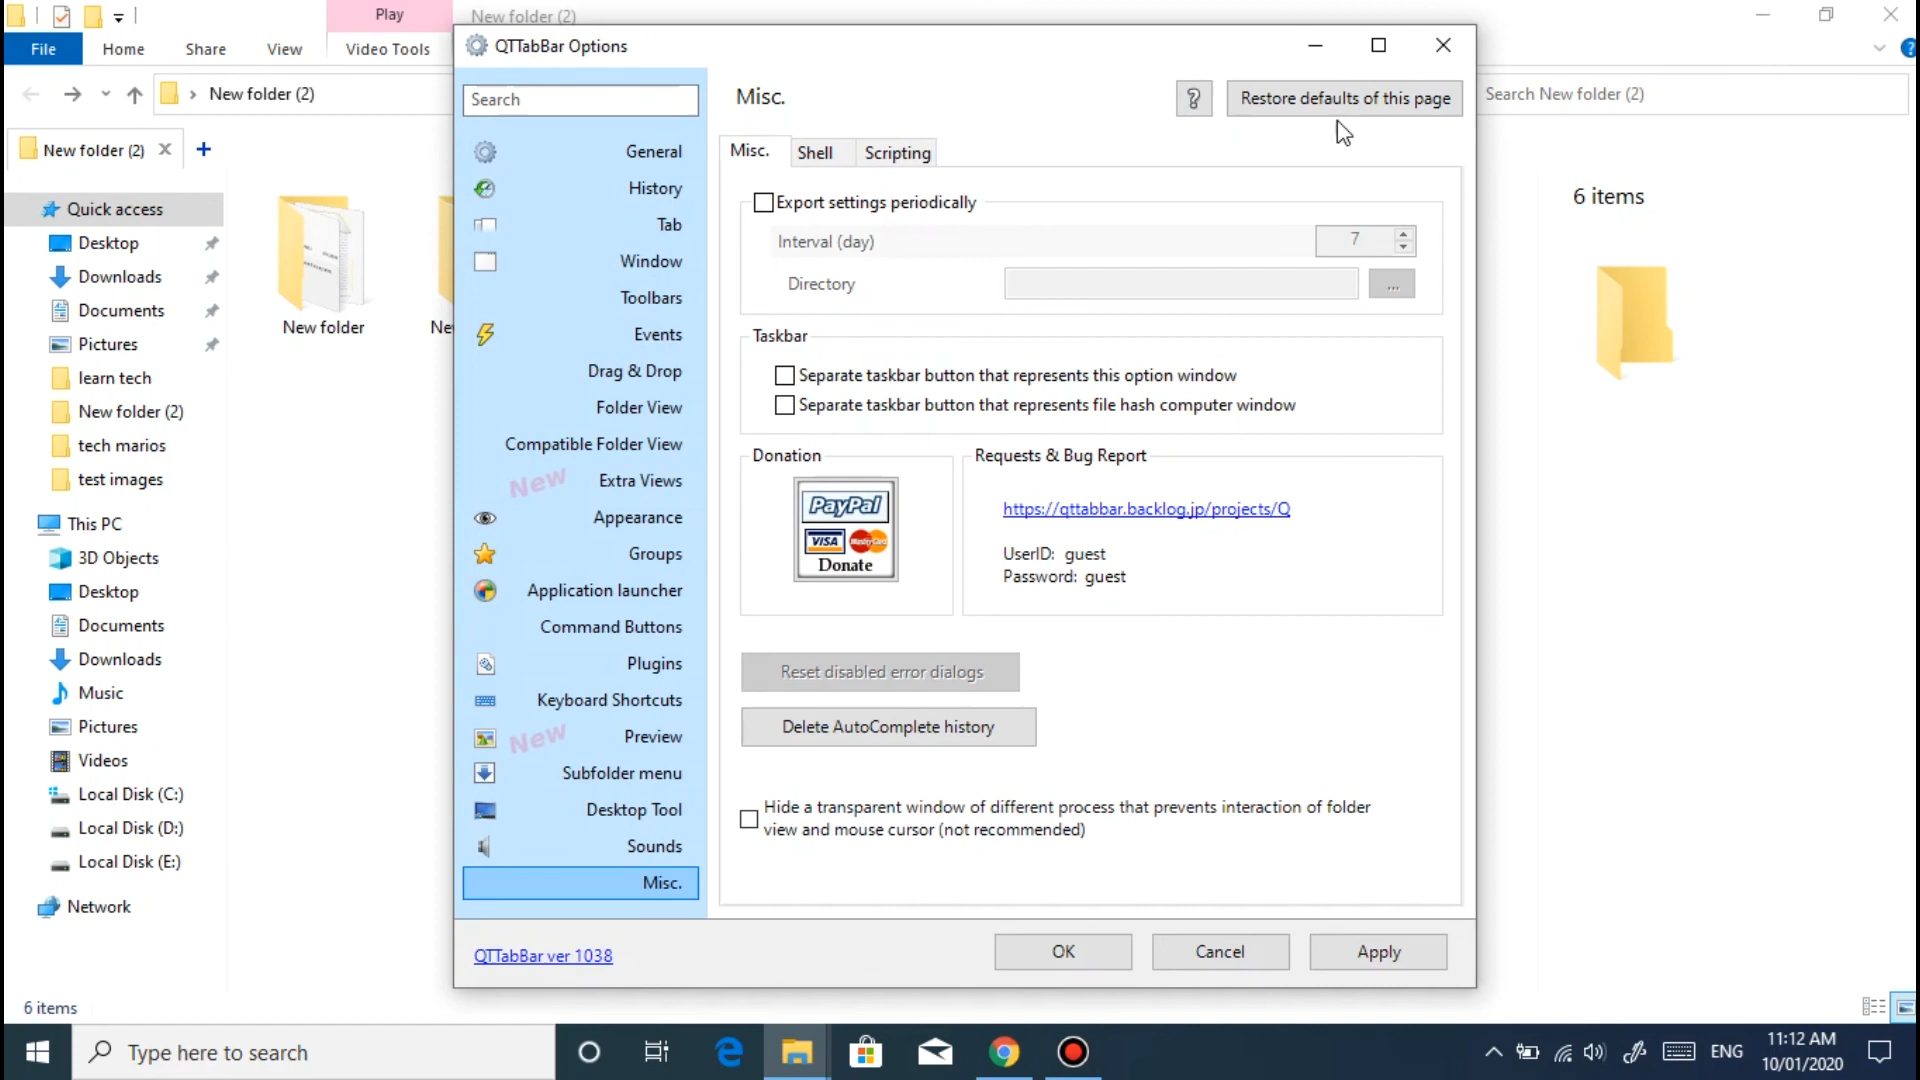 Play
New folder (2)
File
Home
Share
View
Video Tools
New folder (2)
Search New folder (2)
New folder (2)
Quick access
Desktop
Downloads
Documents
Pictures
learn tech
New folder (2)
tech marios
test images
This PC
3D Objects
Desktop
Documents
Downloads
Music
Pictures
Videos
Local Disk (C:)
Local Disk (D:)
Local Disk (E:)
Network
6 items
New folder
Ne
6 items
QTTabBar Options
Search
General
History
Tab
Window
Toolbars
Events
Drag & Drop
Folder View
Compatible Folder View
New Extra Views
Appearance
Groups
Application launcher
Command Buttons
Plugins
Keyboard Shortcuts
New Preview
Subfolder menu
Desktop Tool
Sounds
Misc.
QTTabBar ver 1038
Misc.
?
Restore defaults of this page
Misc.
Shell
Scripting
Export settings periodically
Interval (day)
7
Directory
...
Taskbar
Separate taskbar button that represents this option window
Separate taskbar button that represents file hash computer window
Donation
PayPal
VISA MasterCard
Donate
Requests & Bug Report
https://qttabbar.backlog.jp/projects/Q
UserID: guest
Password: guest
Reset disabled error dialogs
Delete AutoComplete history
Hide a transparent window of different process that prevents interaction of folder
view and mouse cursor (not recommended)
OK
Cancel
Apply
Type here to search
ENG
11:12 AM
10/01/2020